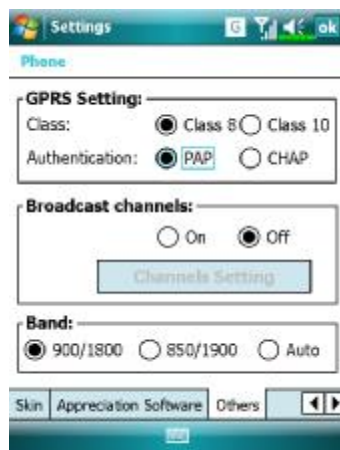 Settings G ok
Phone
GPRS Setting:
Class: Class 8 Class 10
Authentication: PAP CHAP
Broadcast channels:
On Off
Channels Setting
Band:
900/1800 850/1900 Auto
Skin Appreciation Software Others